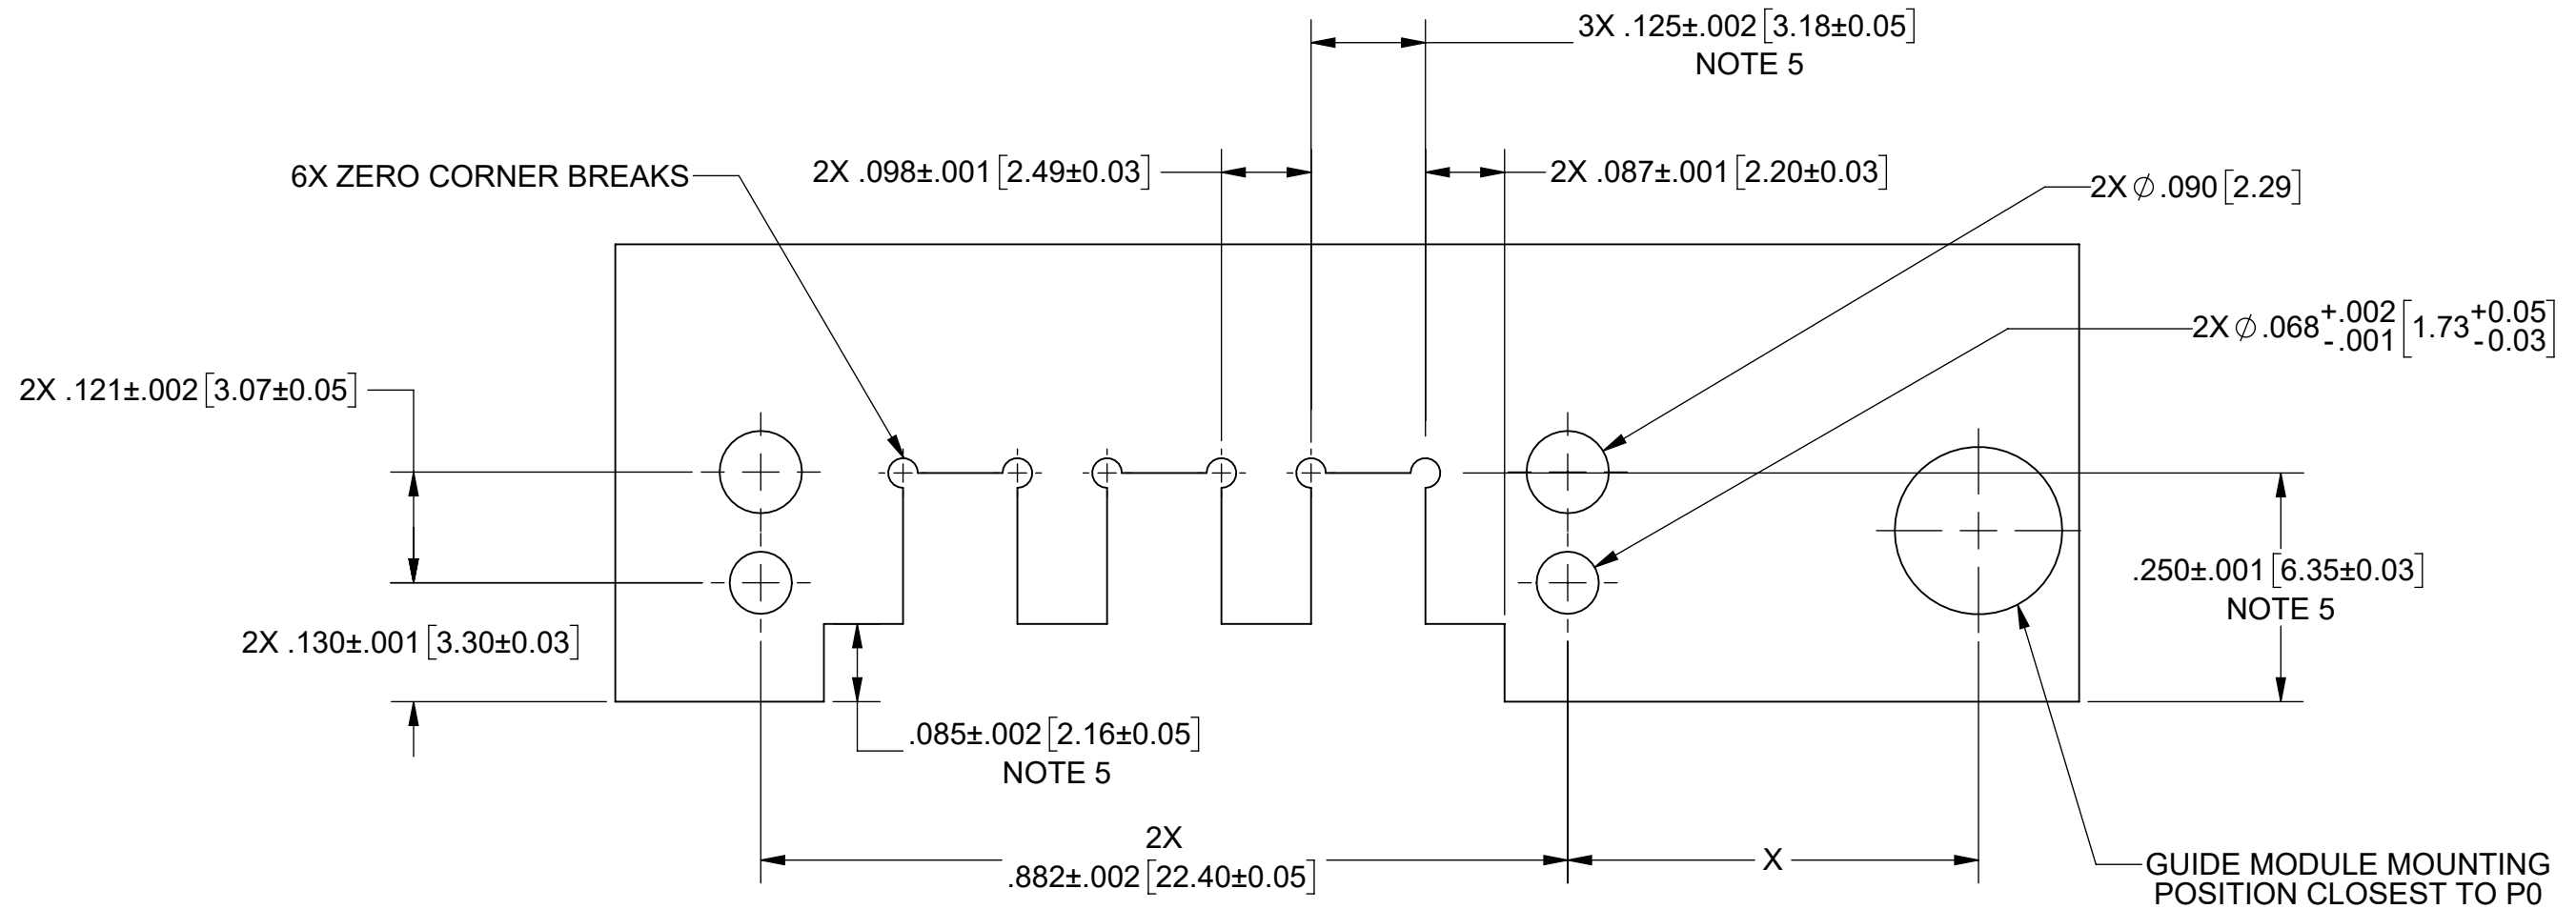 3X .125±.002[3.18±0.05]
NOTE 5
6X ZERO CORNER BREAKS
2X .098±.001[2.49±0.03]
2X .087±.001[2.20±0.03]
2X⌀.090[2.29]
2X⌀.068+.002-.001[1.73+0.05-0.03]
2X .121±.002[3.07±0.05]
.250±.001[6.35±0.03]
NOTE 5
2X .130±.001[3.30±0.03]
.085±.002[2.16±0.05]
NOTE 5
2X
.882±.002[22.40±0.05]
X
GUIDE MODULE MOUNTING
POSITION CLOSEST TO P0